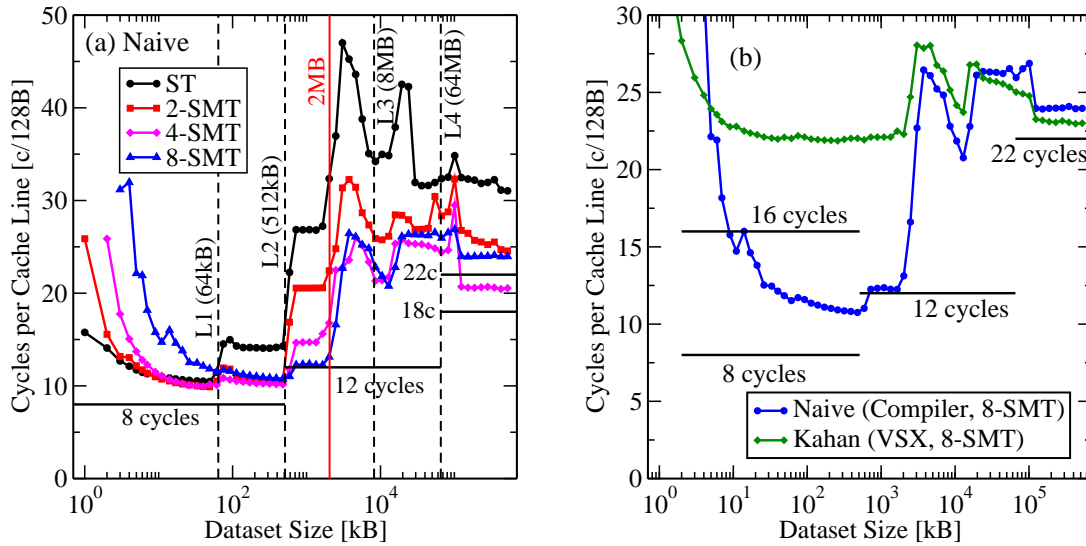 (a) Naive
ST
2-SMT
4-SMT
8-SMT
L1 (64kB)
L2 (512kB)
2MB
L3 (8MB)
L4 (64MB)
22c
18c
8 cycles
12 cycles
0
10
20
30
40
50
10^0
10^2
10^4
Dataset Size [kB]
Cycles per Cache Line [c/128B]
(b)
22 cycles
16 cycles
12 cycles
8 cycles
Naive (Compiler, 8-SMT)
Kahan (VSX, 8-SMT)
0
5
10
15
20
25
30
10^0
10^1
10^2
10^3
10^4
10^5
Dataset Size [kB]
Cycles per Cache Line [c/128B]